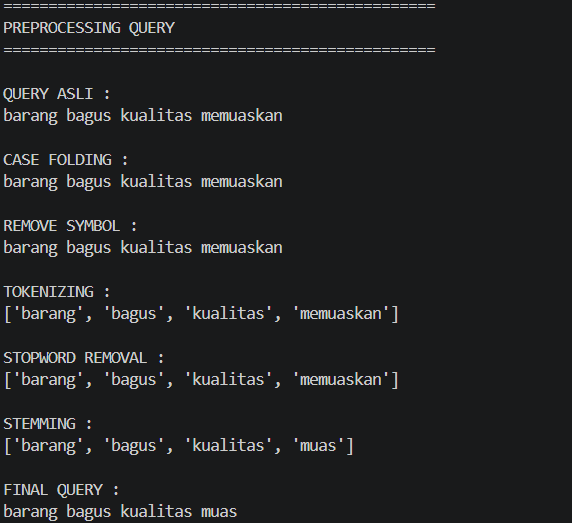 ================================================
PREPROCESSING QUERY
================================================
QUERY ASLI :
barang bagus kualitas memuaskan
CASE FOLDING :
barang bagus kualitas memuaskan
REMOVE SYMBOL :
barang bagus kualitas memuaskan
TOKENIZING :
['barang', 'bagus', 'kualitas', 'memuaskan']
STOPWORD REMOVAL :
['barang', 'bagus', 'kualitas', 'memuaskan']
STEMMING :
['barang', 'bagus', 'kualitas', 'muas']
FINAL QUERY :
barang bagus kualitas muas